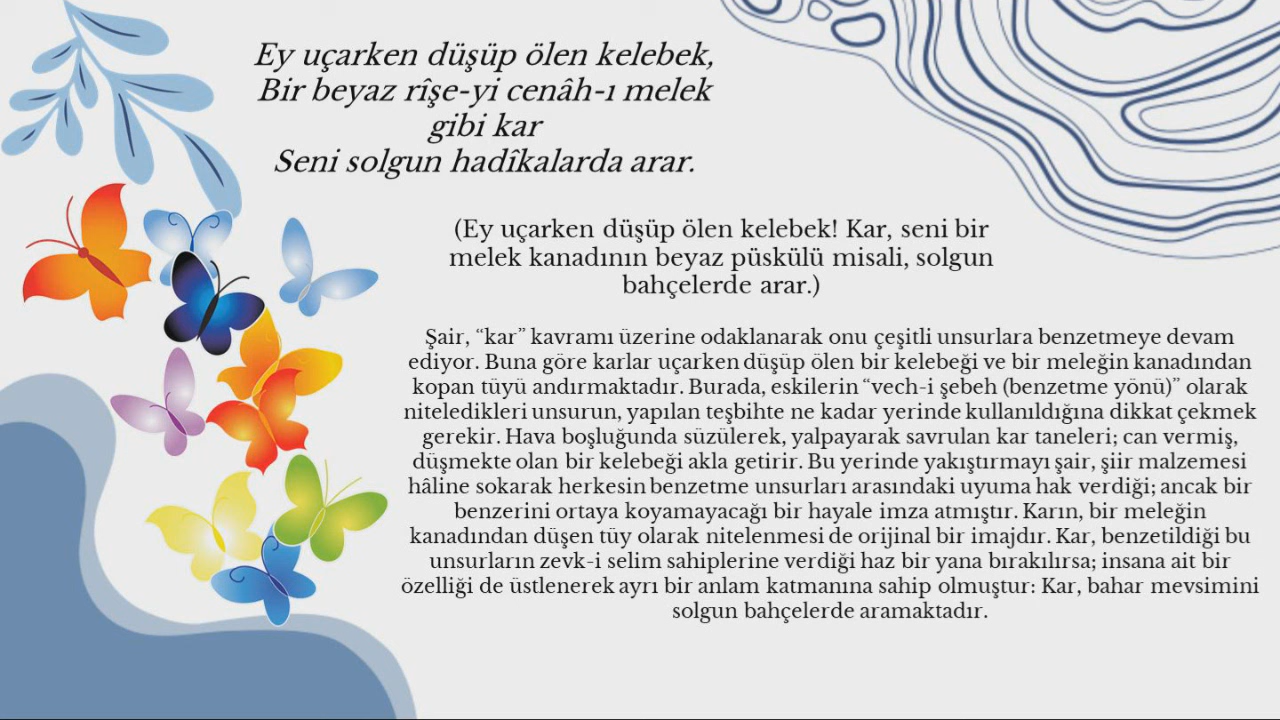 Ey uçarken düşüp ölen kelebek,
Bir beyaz rîşe-yi cenâh-ı melek
gibi kar
Seni solgun hadîkalarda arar.
(Ey uçarken düşüp ölen kelebek! Kar, seni bir
melek kanadının beyaz püskülü misali, solgun
bahçelerde arar.)
Şair, “kar” kavramı üzerine odaklanarak onu çeşitli unsurlara benzetmeye devam
ediyor. Buna göre karlar uçarken düşüp ölen bir kelebeği ve bir meleğin kanadından
kopan tüyü andırmaktadır. Burada, eskilerin “vech-i şebeh (benzetme yönü)” olarak
niteledikleri unsurun, yapılan teşbihte ne kadar yerinde kullanıldığına dikkat çekmek
gerekir. Hava boşluğunda süzülerek, yalpayarak savrulan kar taneleri; can vermiş,
düşmekte olan bir kelebeği akla getirir. Bu yerinde yakıştırmayı şair, şiir malzemesi
hâline sokarak herkesin benzetme unsurları arasındaki uyuma hak verdiği; ancak bir
benzerini ortaya koyamayacağı bir hayale imza atmıştır. Karın, bir meleğin
kanadından düşen tüy olarak nitelenmesi de orijinal bir imajdır. Kar, benzetildiği bu
unsurların zevk-i selim sahiplerine verdiği haz bir yana bırakılırsa; insana ait bir
özelliği de üstlenerek ayrı bir anlam katmanına sahip olmuştur: Kar, bahar mevsimini
solgun bahçelerde aramaktadır.